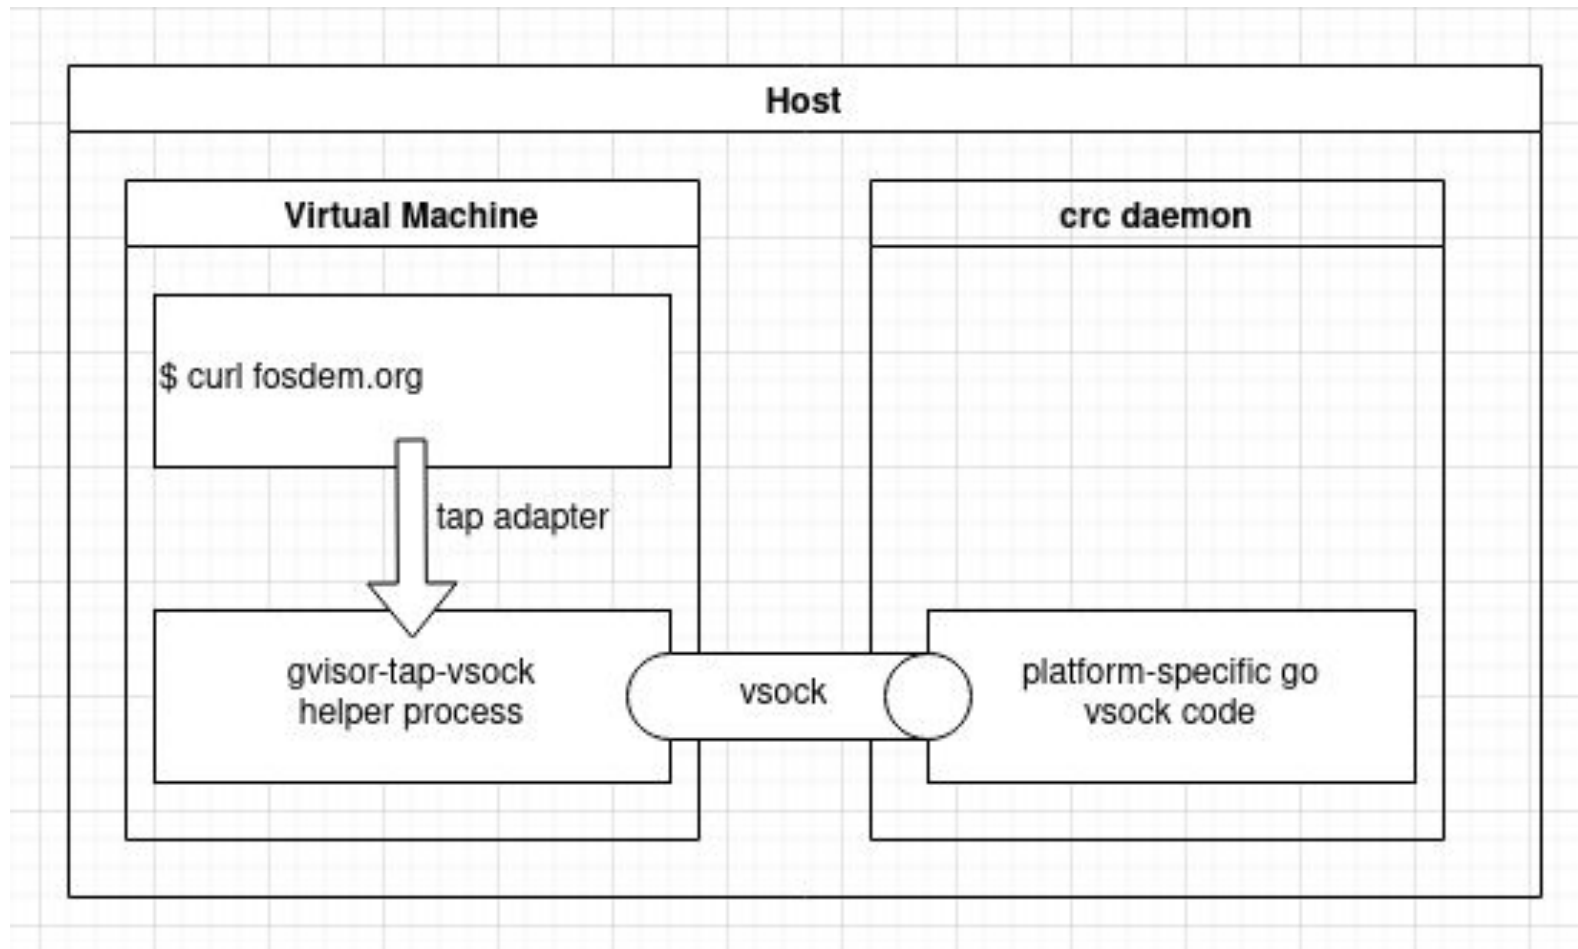 Host
Virtual Machine
crc daemon
$ curl fosdem.org
tap adapter
gvisor-tap-vsock
helper process
vsock
platform-specific go
vsock code